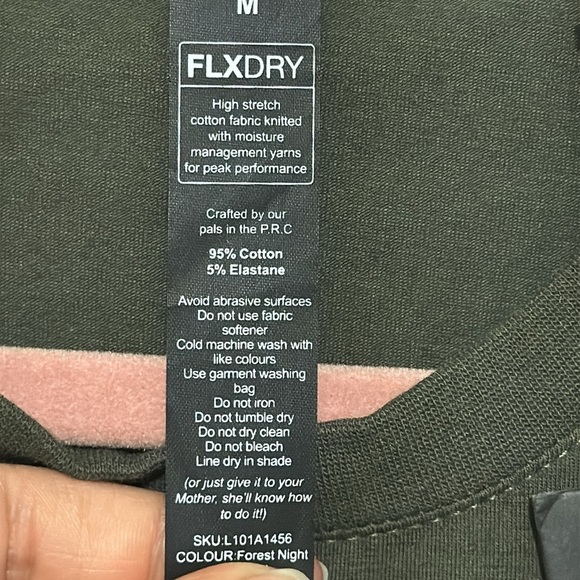 M
FLXDRY
High stretch
cotton fabric knitted
with moisture
management yarns
for peak performance
Crafted by our
pals in the P.R.C
95% Cotton
5% Elastane
Avoid abrasive surfaces
Do not use fabric
softener
Cold machine wash with
like colours
Use garment washing
bag
Do not iron
Do not tumble dry
Do not dry clean
Do not bleach
Line dry in shade
(or just give it to your
Mother, she'll know how
to do it!)
SKU:L101A1456
COLOUR:Forest Night